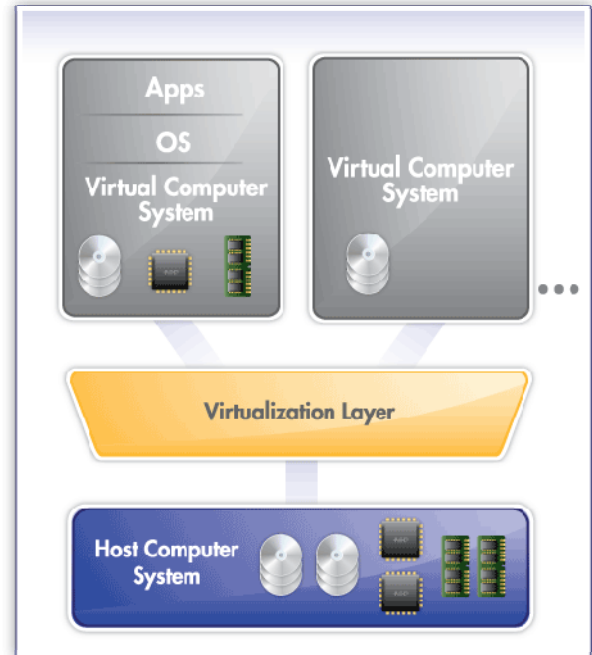 Apps
OS
Virtual Computer
System
Virtual Computer
System
...
Virtualization Layer
Host Computer
System